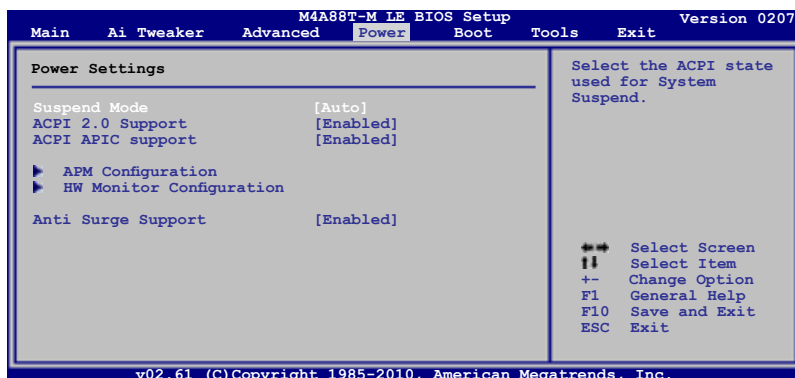 M4A88T-M LE BIOS Setup Version 0207
Main Ai Tweaker Advanced Power Boot Tools Exit
Power Settings
Suspend Mode [Auto]
ACPI 2.0 Support [Enabled]
ACPI APIC support [Enabled]
APM Configuration
HW Monitor Configuration
Anti Surge Support [Enabled]
Select the ACPI state
used for System
Suspend.
Select Screen
Select Item
+- Change Option
F1 General Help
F10 Save and Exit
ESC Exit
v02.61 (C)Copyright 1985-2010, American Megatrends, Inc.